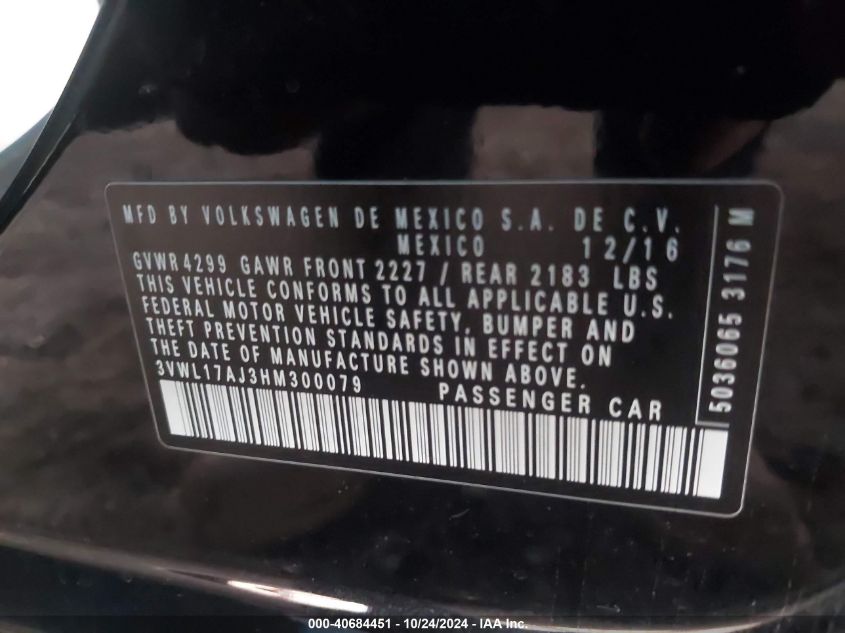 MFD BY VOLKSWAGEN DE MEXICO S.A. DE C.V.
MEXICO 12/16
GVWR 4299 GAWR FRONT 2227 / REAR 2183 LBS
THIS VEHICLE CONFORMS TO ALL APPLICABLE U.S.
FEDERAL MOTOR VEHICLE SAFETY, BUMPER AND
THEFT PREVENTION STANDARDS IN EFFECT ON
THE DATE OF MANUFACTURE SHOWN ABOVE.
3VWL17AJ3HM300079 PASSENGER CAR
5036065 3176 M
000-40684451 - 10/24/2024 - IAA Inc.